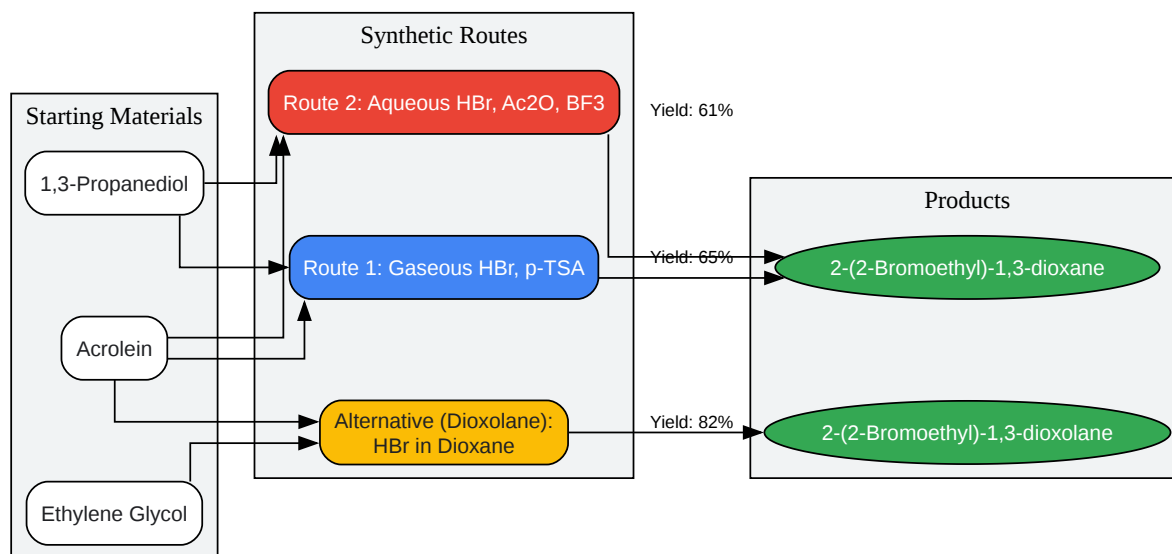 Starting Materials
1,3-Propanediol
Acrolein
Ethylene Glycol
Synthetic Routes
Route 2: Aqueous HBr, Ac2O, BF3
Route 1: Gaseous HBr, p-TSA
Alternative (Dioxolane):
HBr in Dioxane
Yield: 61%
Yield: 65%
Yield: 82%
Products
2-(2-Bromoethyl)-1,3-dioxane
2-(2-Bromoethyl)-1,3-dioxolane